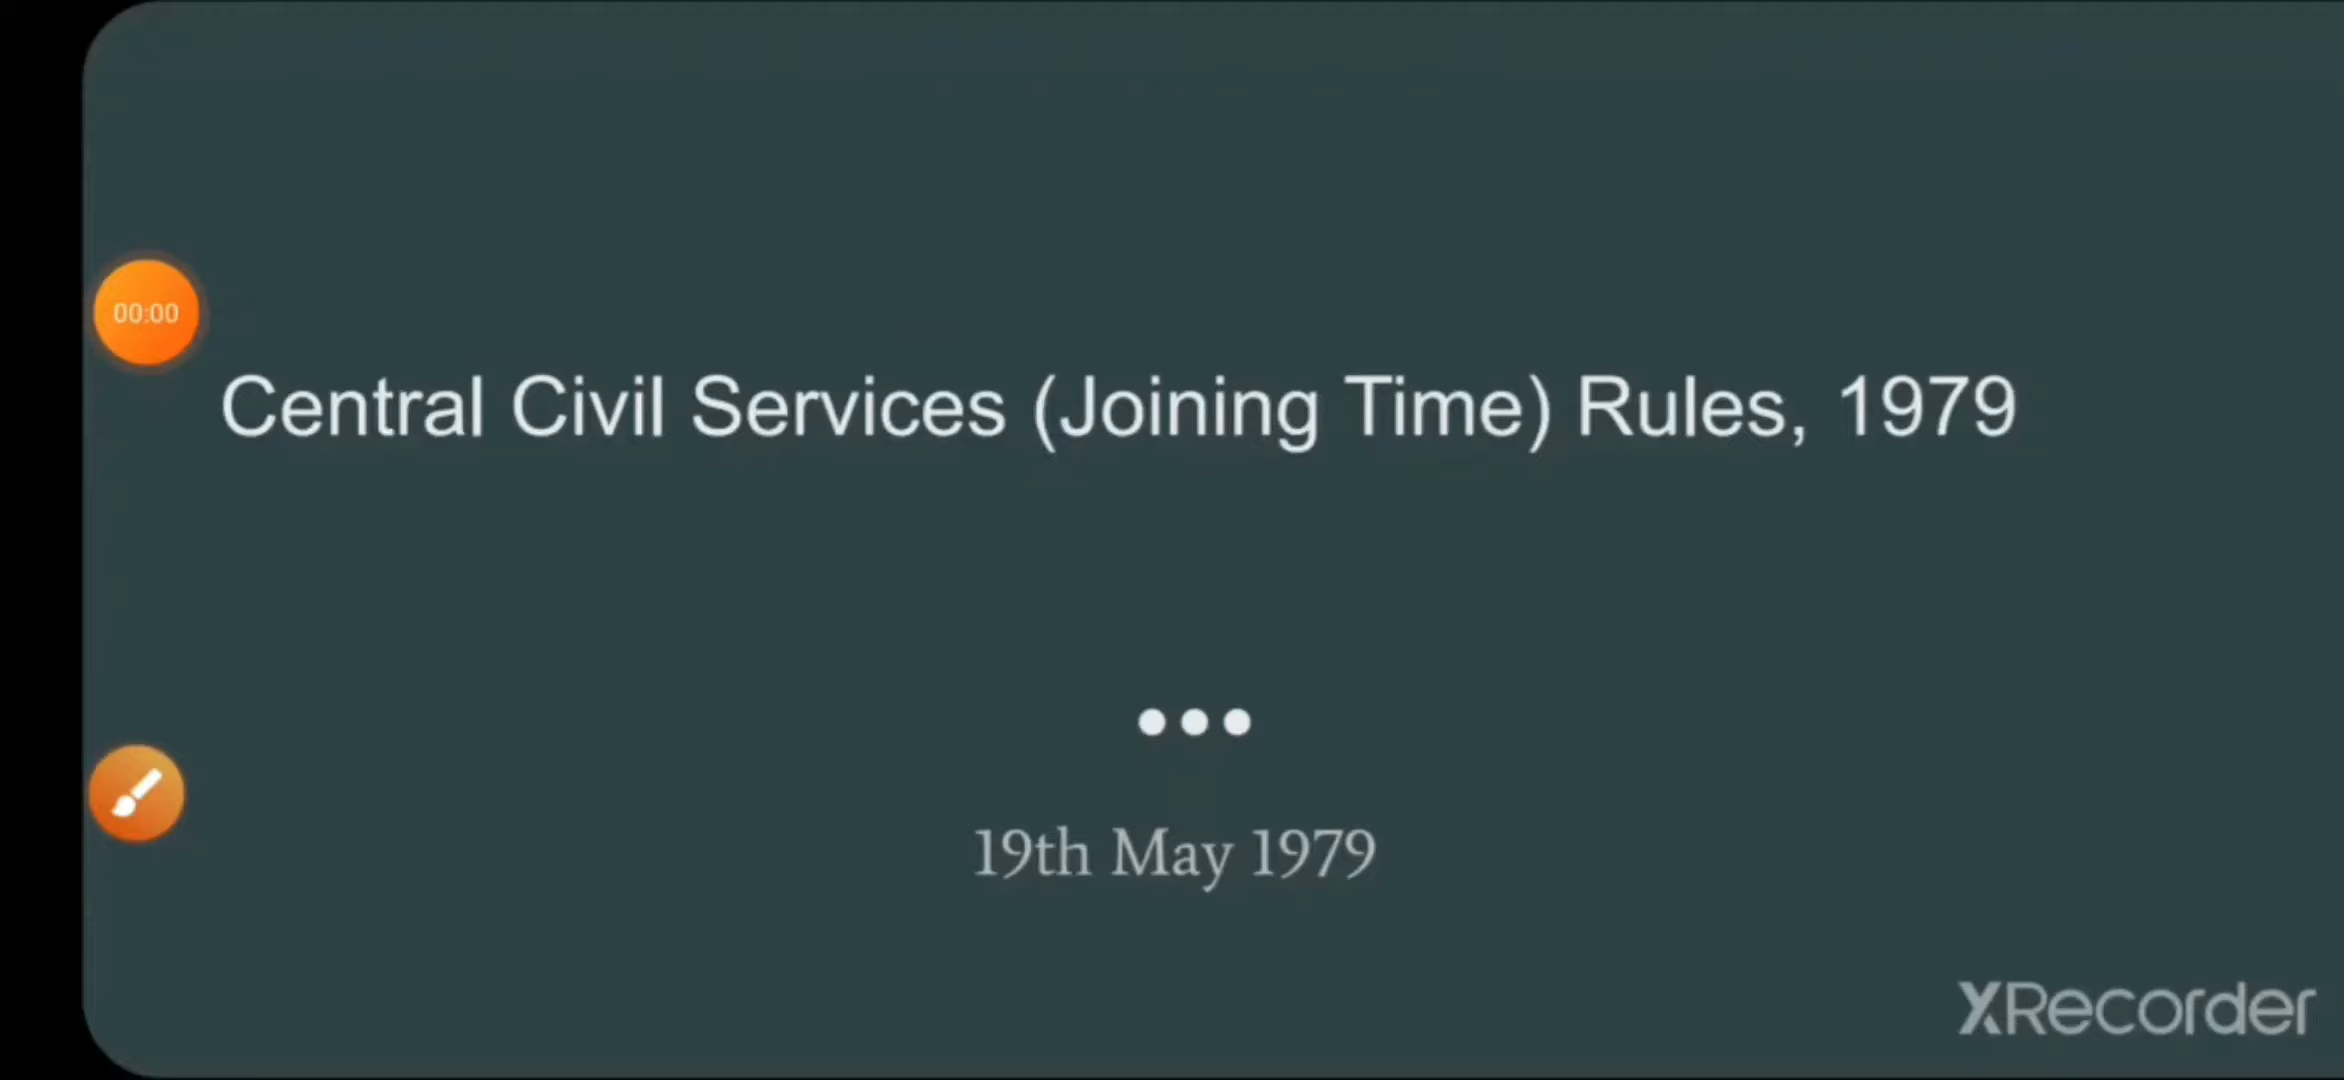 00:00
Central Civil Services (Joining Time) Rules, 1979
19th May 1979
XRecorder